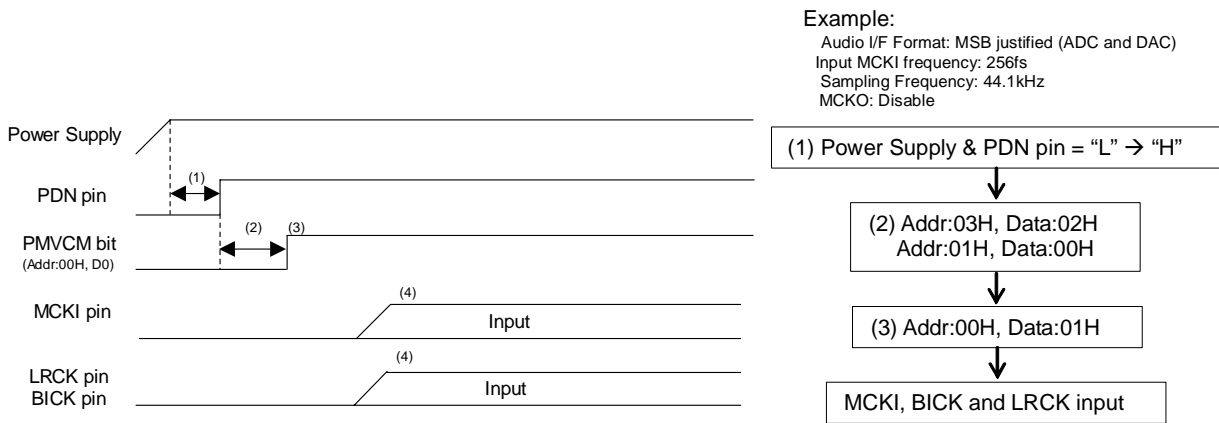 Power Supply
(1)
PDN pin
(2)
(3)
PMVCM bit
(Addr:00H, D0)
(4)
MCKI pin
Input
(4)
LRCK pin
BICK pin
Input
Example:
Audio I/F Format: MSB justified (ADC and DAC)
Input MCKI frequency: 256fs
Sampling Frequency: 44.1kHz
MCKO: Disable
(1) Power Supply & PDN pin = “L” → “H”
(2) Addr:03H, Data:02H
Addr:01H, Data:00H
(3) Addr:00H, Data:01H
MCKI, BICK and LRCK input